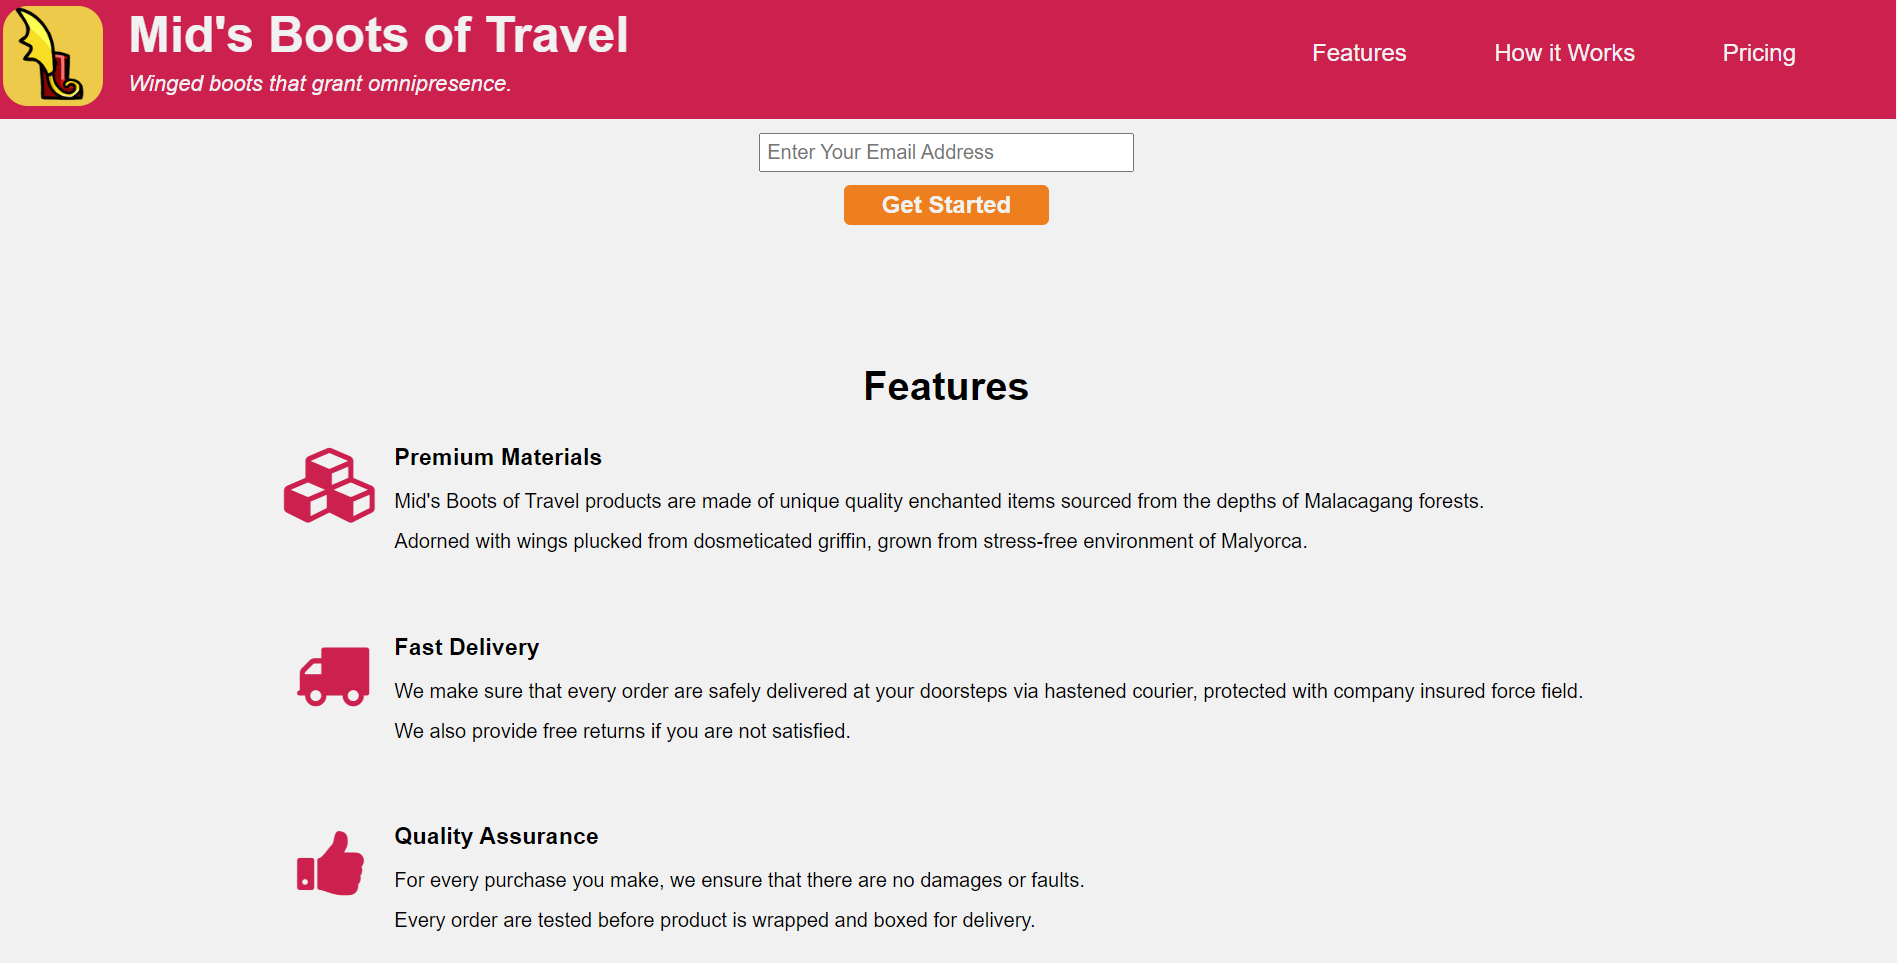 Mid's Boots of Travel
Winged boots that grant omnipresence.
Features
How it Works
Pricing
Enter Your Email Address
Get Started
Features
Premium Materials
Mid's Boots of Travel products are made of unique quality enchanted items sourced from the depths of Malacagang forests.
Adorned with wings plucked from dosmeticated griffin, grown from stress-free environment of Malyorca.
Fast Delivery
We make sure that every order are safely delivered at your doorsteps via hastened courier, protected with company insured force field.
We also provide free returns if you are not satisfied.
Quality Assurance
For every purchase you make, we ensure that there are no damages or faults.
Every order are tested before product is wrapped and boxed for delivery.